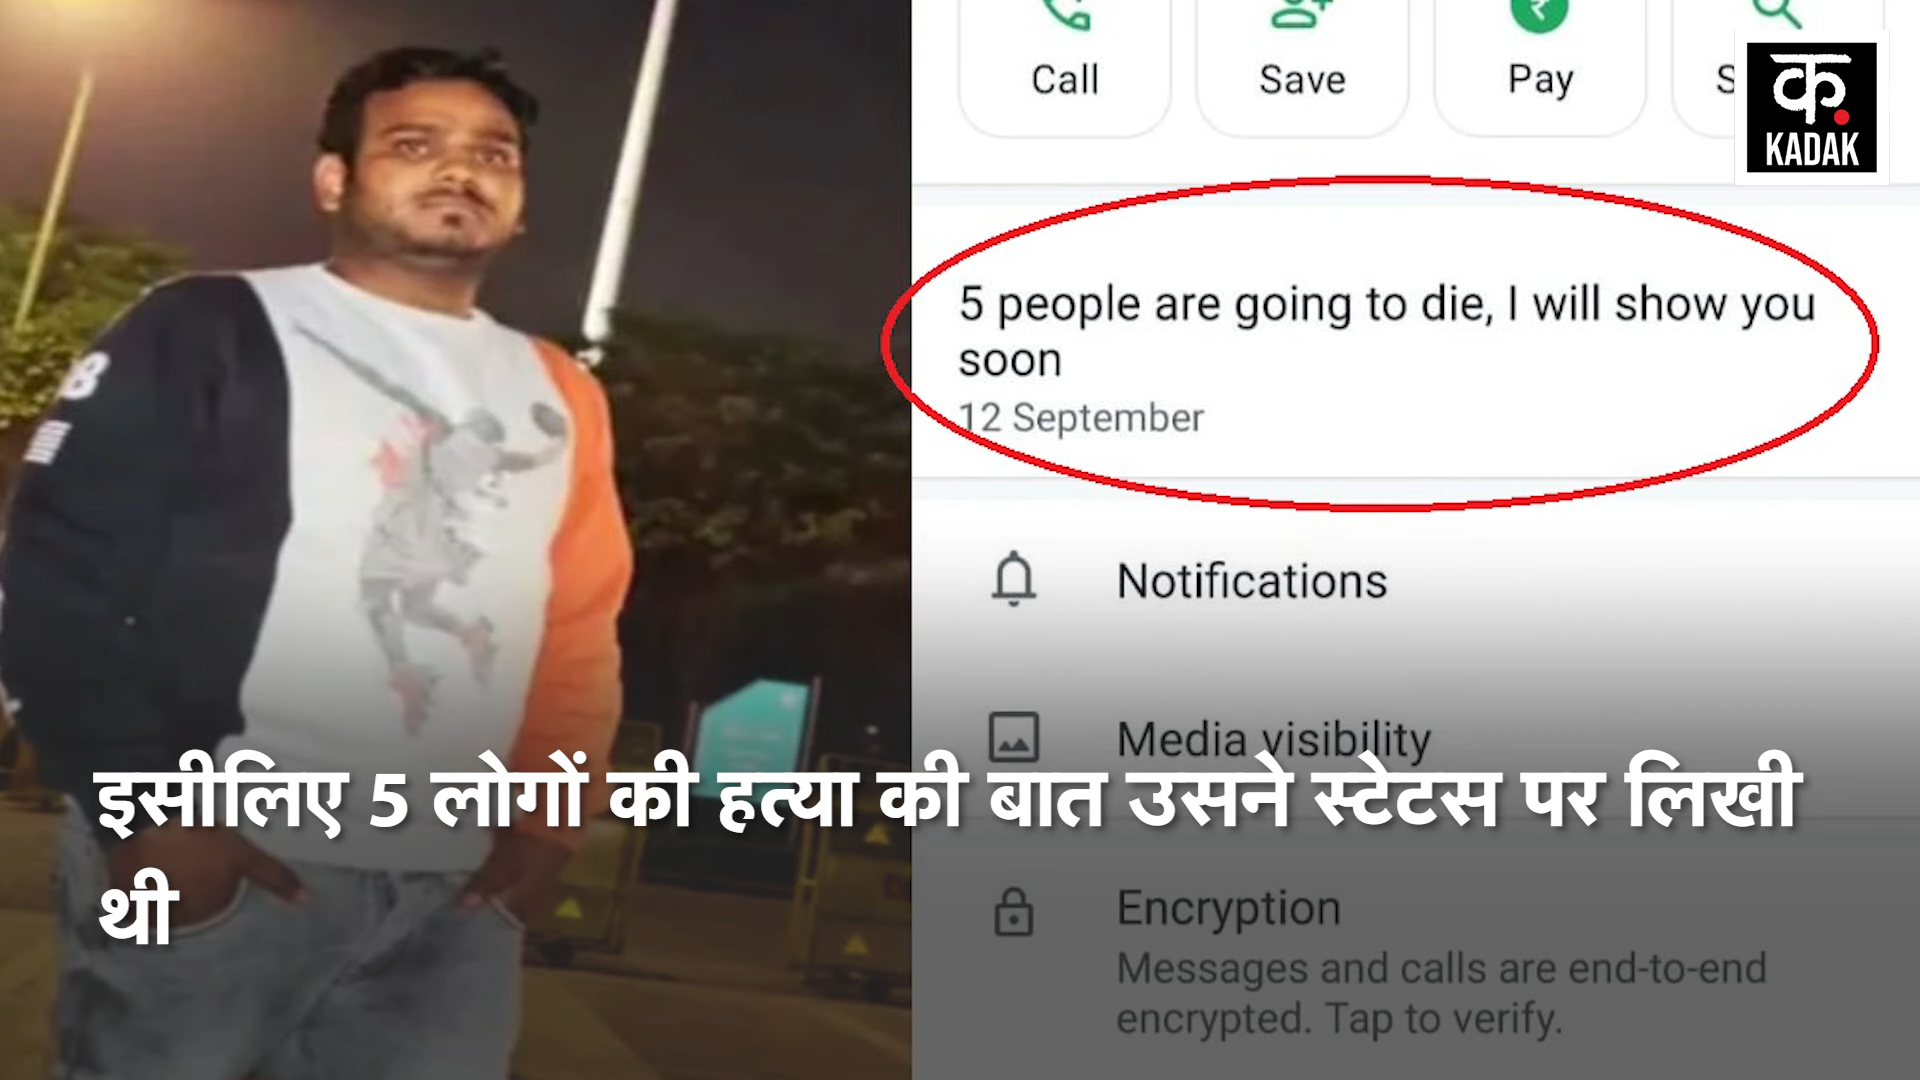 Call
Save
Pay
S
क.
KADAK
5 people are going to die, I will show you
soon
12 September
Notifications
Media visibility
इसीलिए 5 लोगों की हत्या की बात उसने स्टेटस पर लिखी
थी
Encryption
Messages and calls are end-to-end
encrypted. Tap to verify.